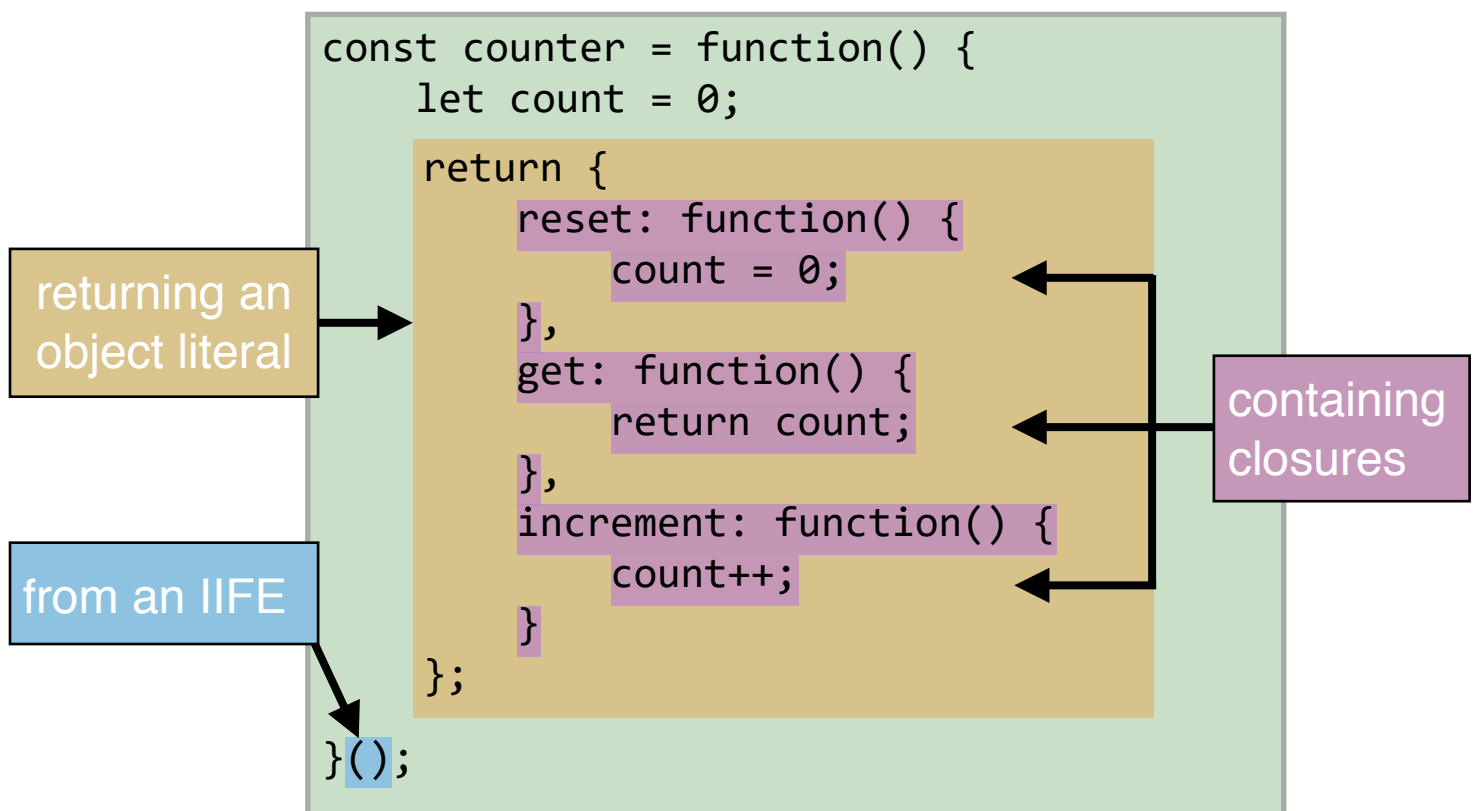 const counter = function() {
let count = 0;
return {
reset: function() {
count = 0;
},
get: function() {
return count;
},
increment: function() {
count++;
}
};
}();
returning an
object literal
from an IIFE
containing
closures